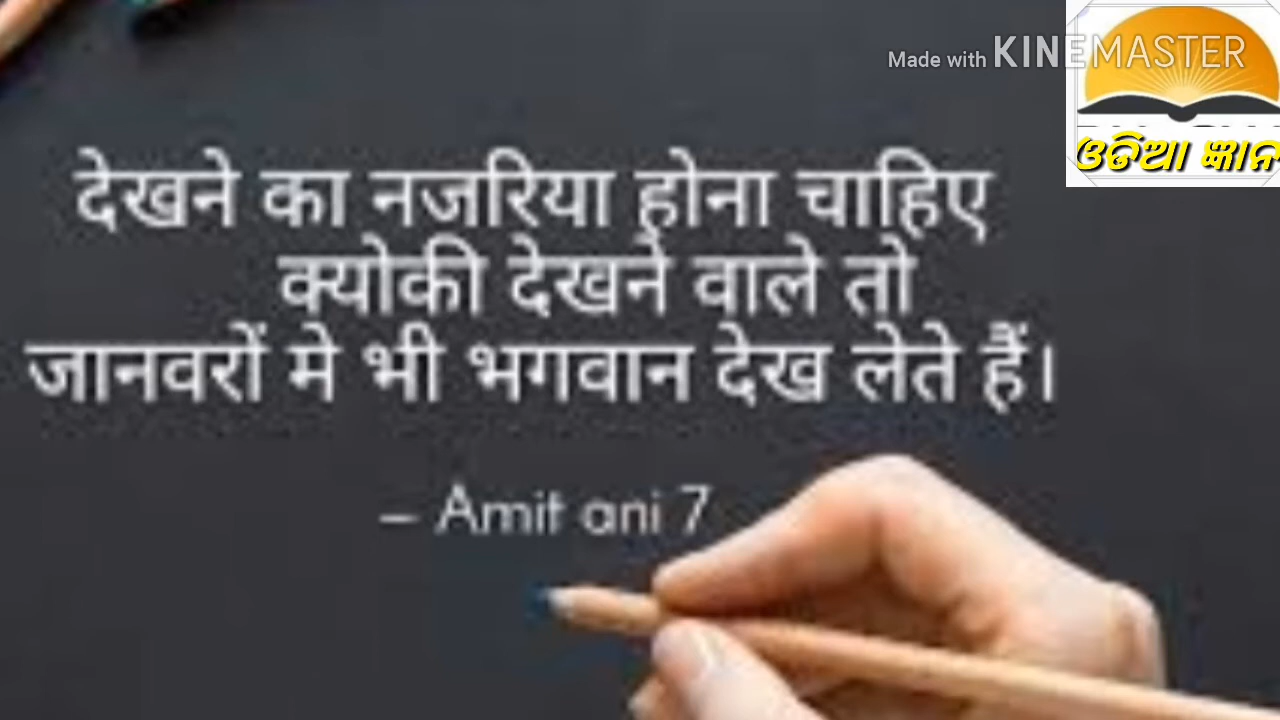 Made with KINEMASTER
ଓଡିଆ ଜ୍ଞାନ
देखने का नजरिया होना चाहिए
क्योकी देखने वाले तो
जानवरों मे भी भगवान देख लेते हैं।
– Amit ani 7